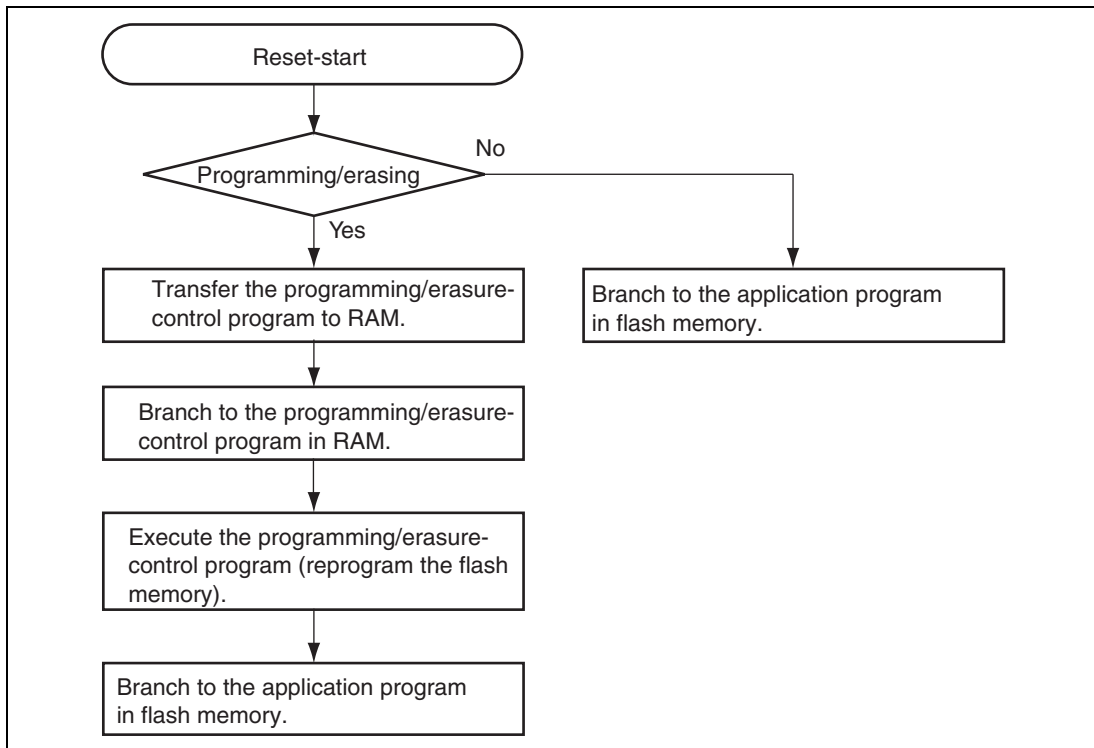 Reset-start
No
Programming/erasing
Yes
Transfer the programming/erasure-
control program to RAM.
Branch to the application program
in flash memory.
Branch to the programming/erasure-
control program in RAM.
Execute the programming/erasure-
control program (reprogram the flash
memory).
Branch to the application program
in flash memory.